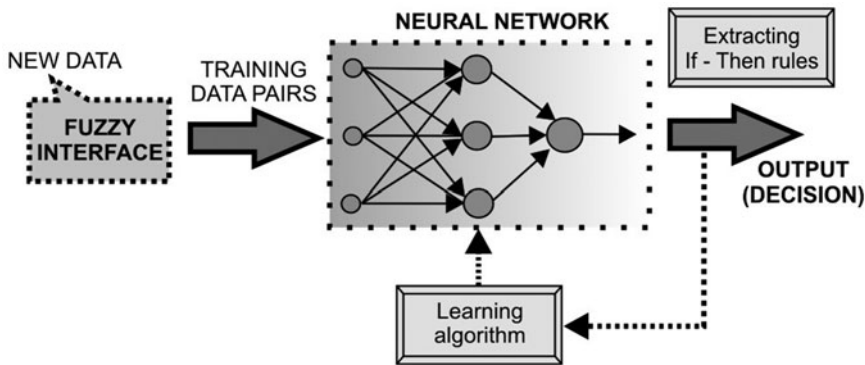 NEW DATA
FUZZY
INTERFACE
TRAINING
DATA PAIRS
NEURAL NETWORK
Extracting
If - Then rules
OUTPUT
(DECISION)
Learning
algorithm